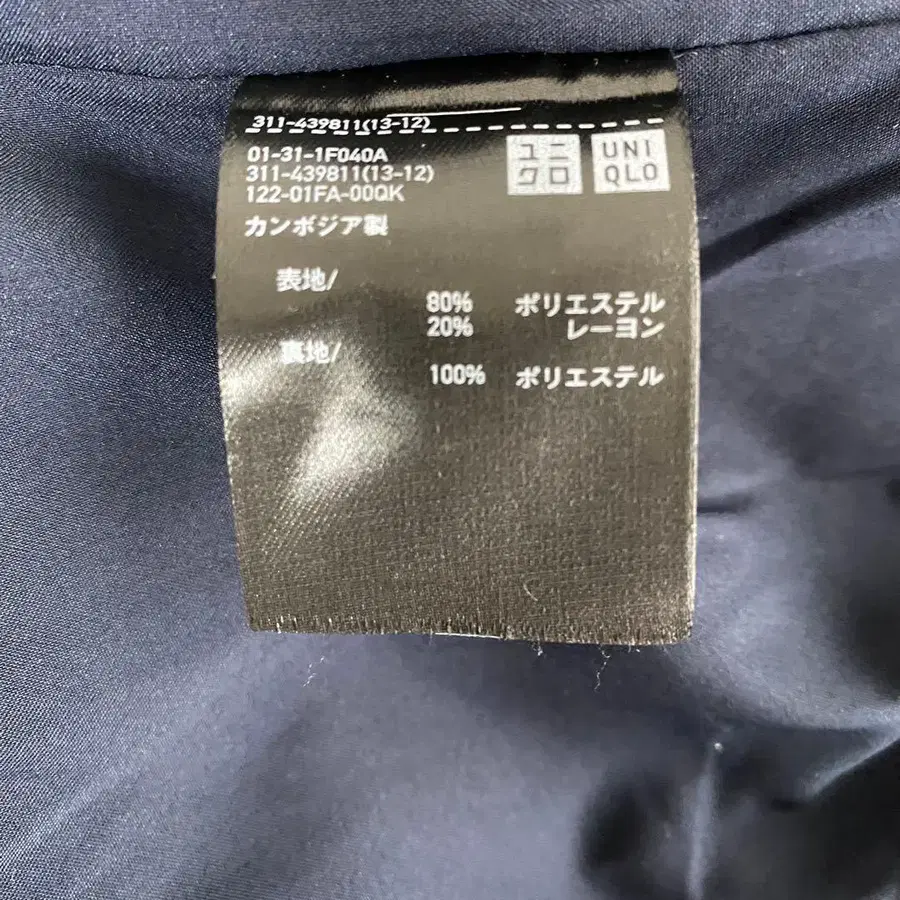 311-439811(13-12)
01-31-1F040A
311-439811(13-12)
122-01FA-00QK
カンボジア製
ユニ
クロ
UNI
QLO
表地/
80% ポリエステル
20% レーヨン
裏地/
100% ポリエステル